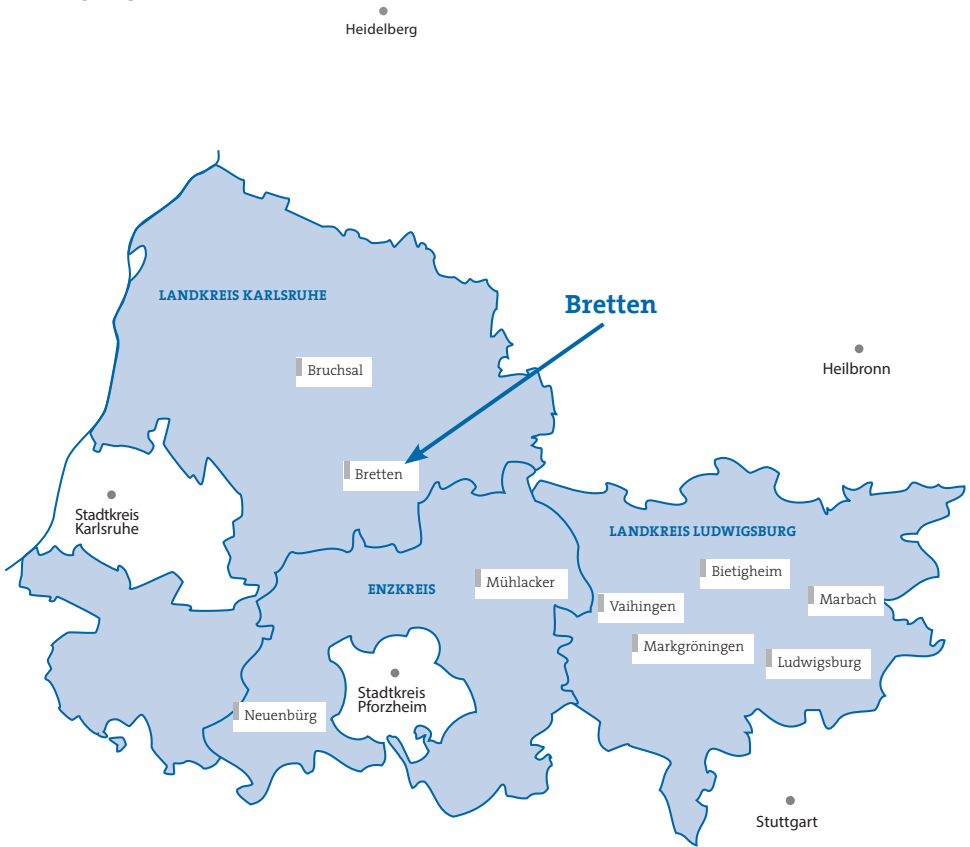 Heidelberg
LANDKREIS KARLSRUHE
Bretten
Heilbronn
Bruchsal
Bretten
Stadtkreis
Karlsruhe
LANDKREIS LUDWIGSBURG
Bietigheim
Mühlacker
ENZKREIS
Marbach
Vaihingen
Markgröningen
Ludwigsburg
Stadtkreis
Pforzheim
Neuenbürg
Stuttgart